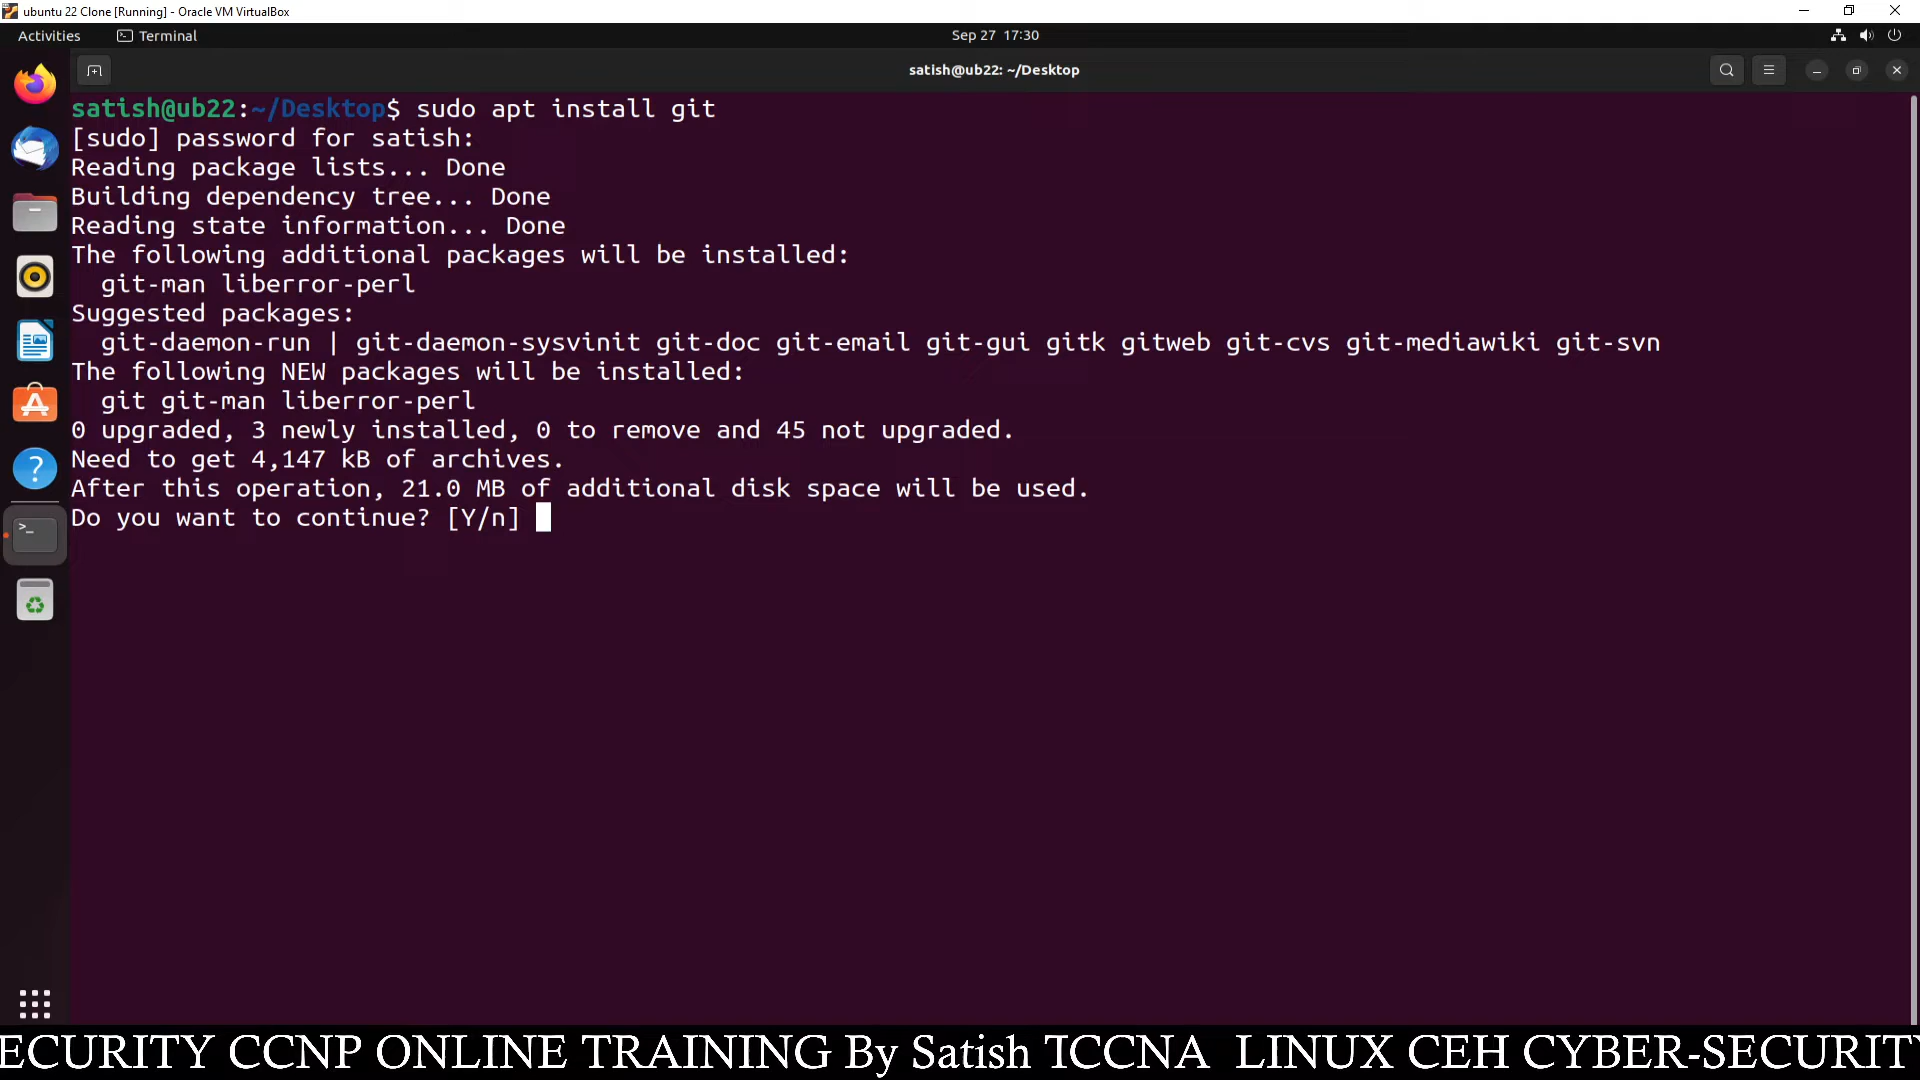 ubuntu 22 Clone [Running] - Oracle VM VirtualBox
Activities
Terminal
Sep 27 17:30
satish@ub22: ~/Desktop
satish@ub22:~/Desktop$ sudo apt install git
[sudo] password for satish:
Reading package lists... Done
Building dependency tree... Done
Reading state information... Done
The following additional packages will be installed:
  git-man liberror-perl
Suggested packages:
  git-daemon-run | git-daemon-sysvinit git-doc git-email git-gui gitk gitweb git-cvs git-mediawiki git-svn
The following NEW packages will be installed:
  git git-man liberror-perl
0 upgraded, 3 newly installed, 0 to remove and 45 not upgraded.
Need to get 4,147 kB of archives.
After this operation, 21.0 MB of additional disk space will be used.
Do you want to continue? [Y/n]
ECURITY CCNP ONLINE TRAINING By Satish TCCNA LINUX CEH CYBER-SECURITY